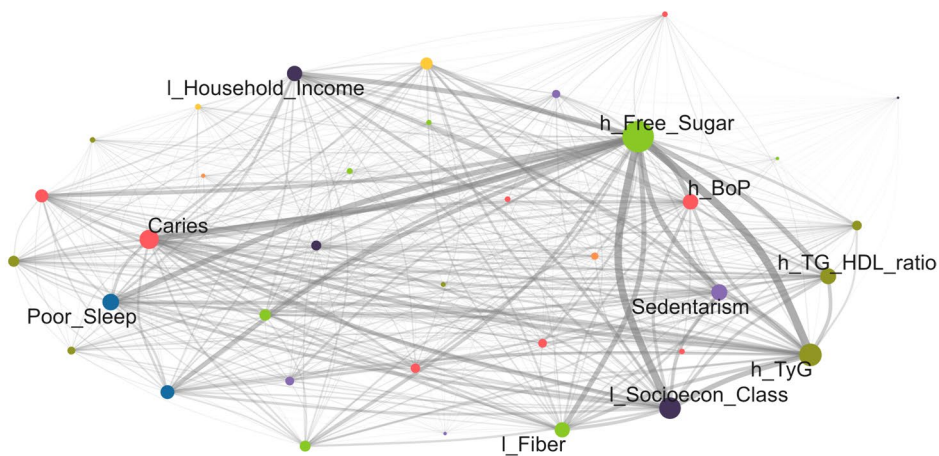 l_Household_Income
h_Free_Sugar
h_BoP
Caries
h_TG_HDL_ratio
Sedentarism
Poor_Sleep
h_TyG
l_Socioecon_Class
l_Fiber